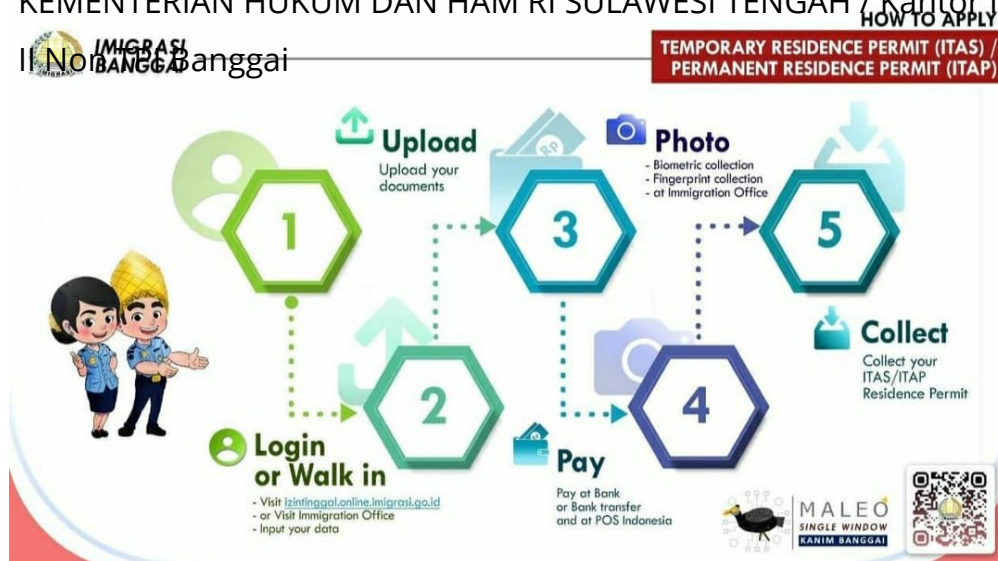 KEMENTERIAN HUKUM DAN HAM RI SULAWESI TENGAH / Kantor
II Non TPI Banggai
IMIGRASI
BANGGAI
HOW TO APPLY
TEMPORARY RESIDENCE PERMIT (ITAS) /
PERMANENT RESIDENCE PERMIT (ITAP)
1
Login
or Walk in
- Visit izintinggal.online.imigrasi.go.id
- or Visit Immigration Office
- Input your data
2
Upload
Upload your
documents
3
RP
Pay
Pay at Bank
or Bank transfer
and at POS Indonesia
4
Photo
- Biometric collection
- Fingerprint collection
- at Immigration Office
5
Collect
Collect your
ITAS/ITAP
Residence Permit
MALEO
SINGLE WINDOW
KANIM BANGGAI